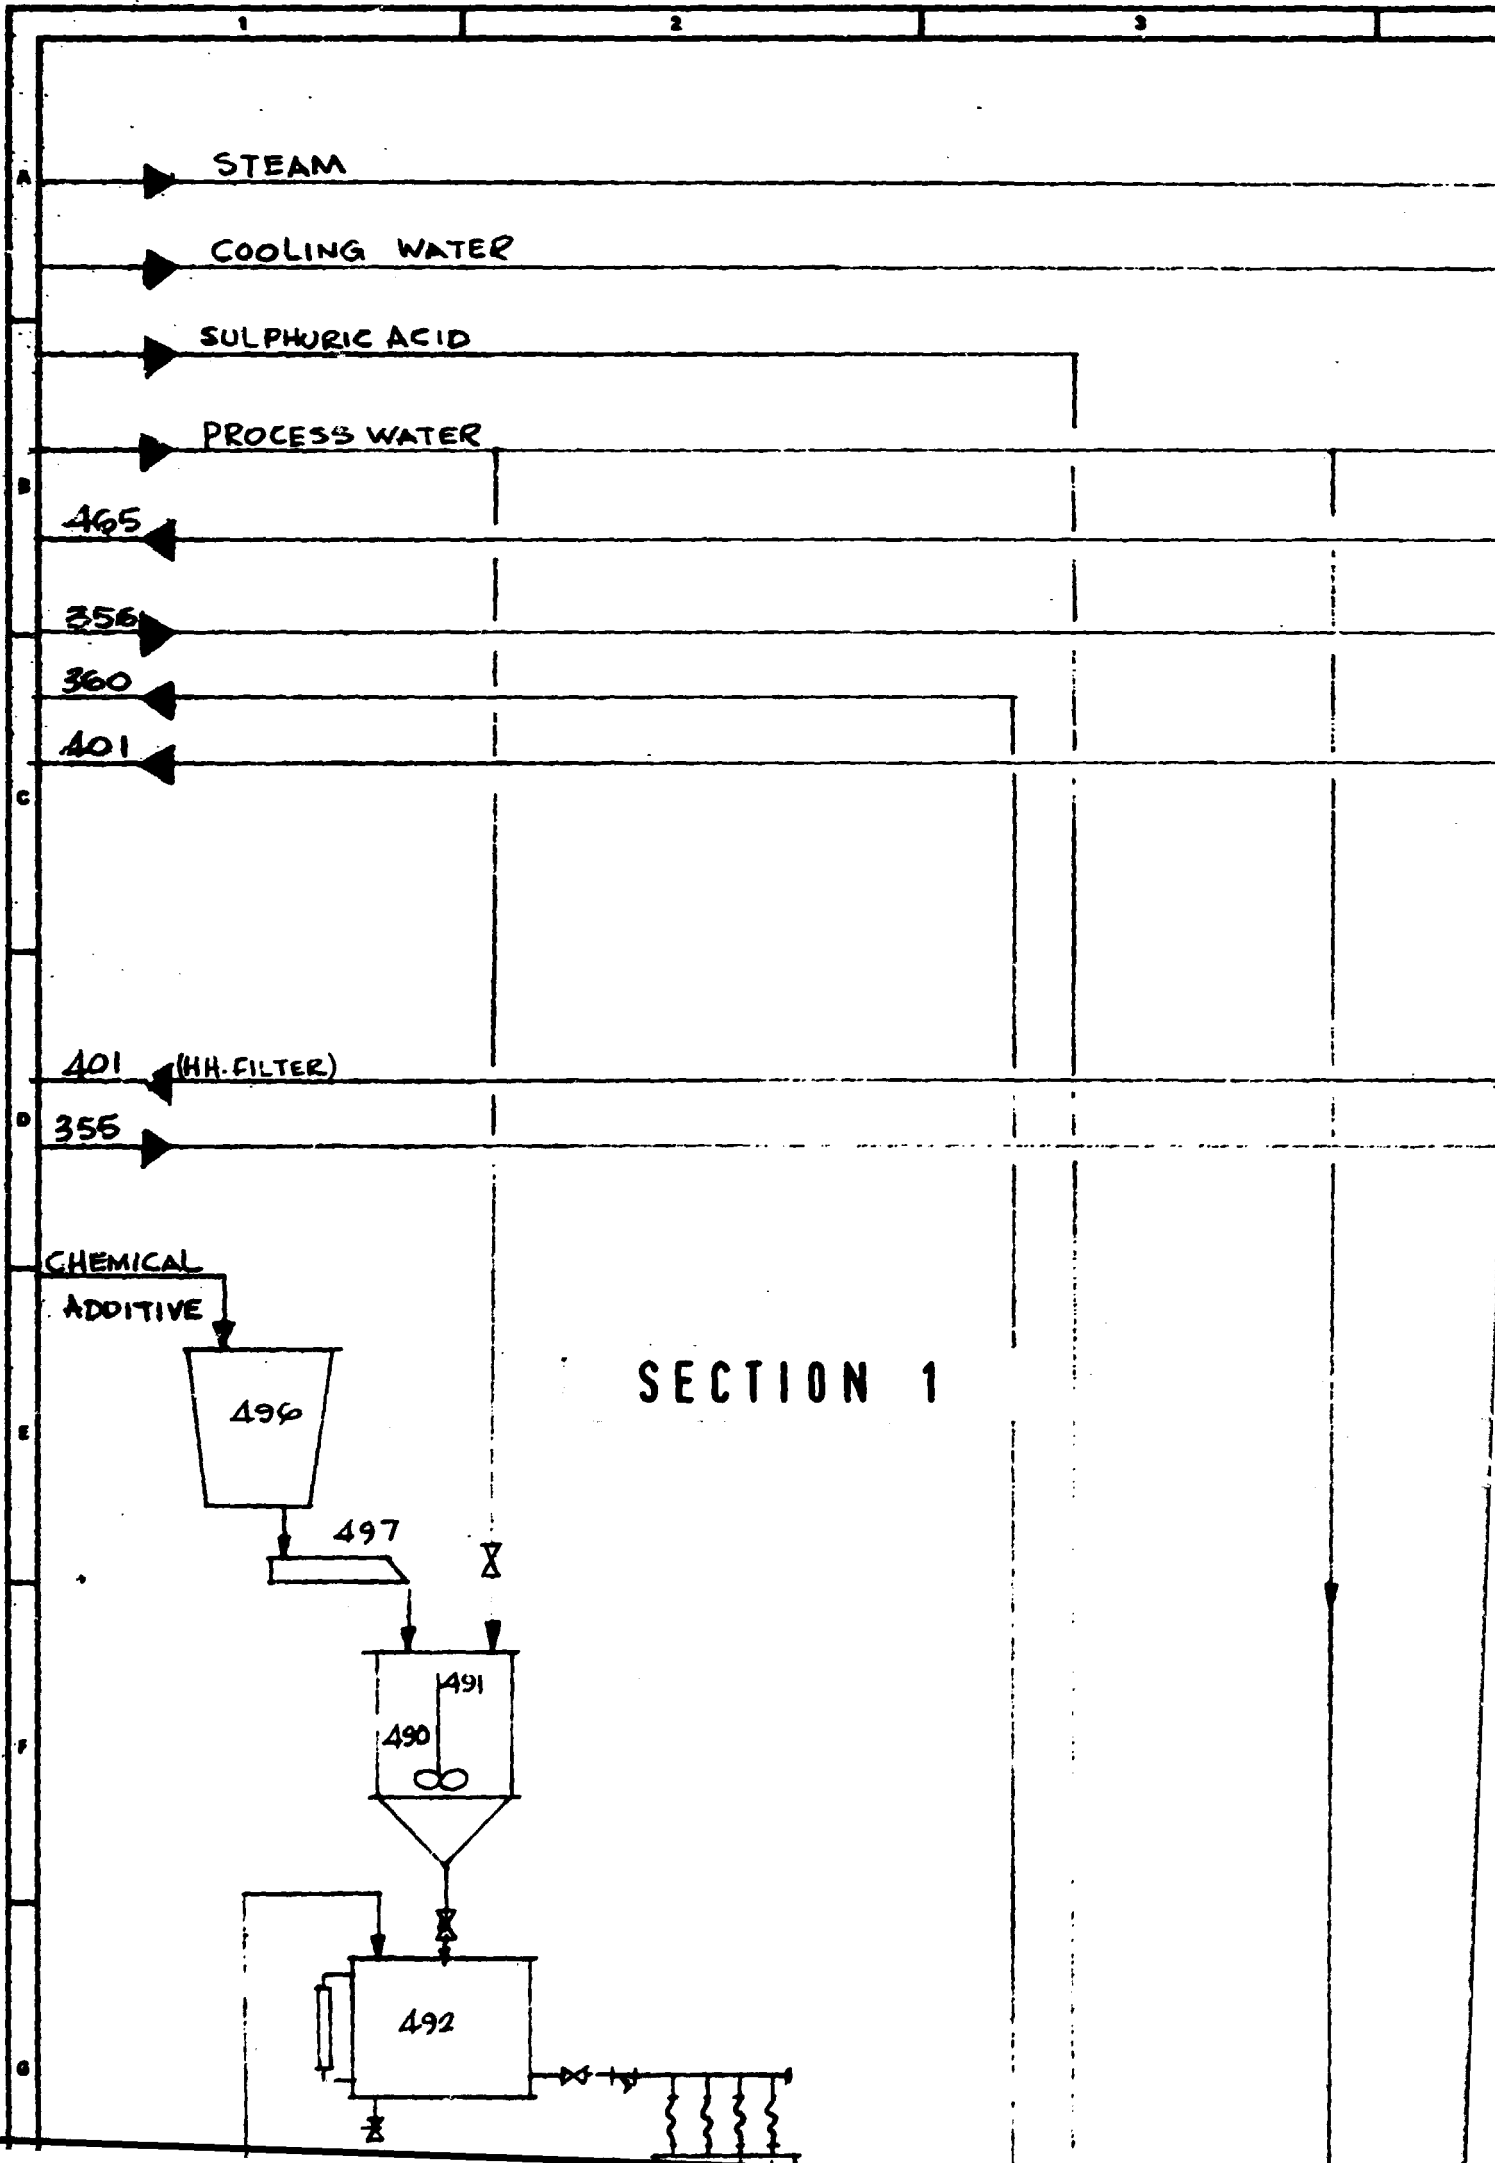 1 2 3
A
STEAM
COOLING WATER
SULPHURIC ACID
PROCESS WATER
B
465
356
360
401
C
401 (HH.FILTER)
D
355
CHEMICAL
ADDITIVE
SECTION 1
496
E
497
491
490
F
492
G